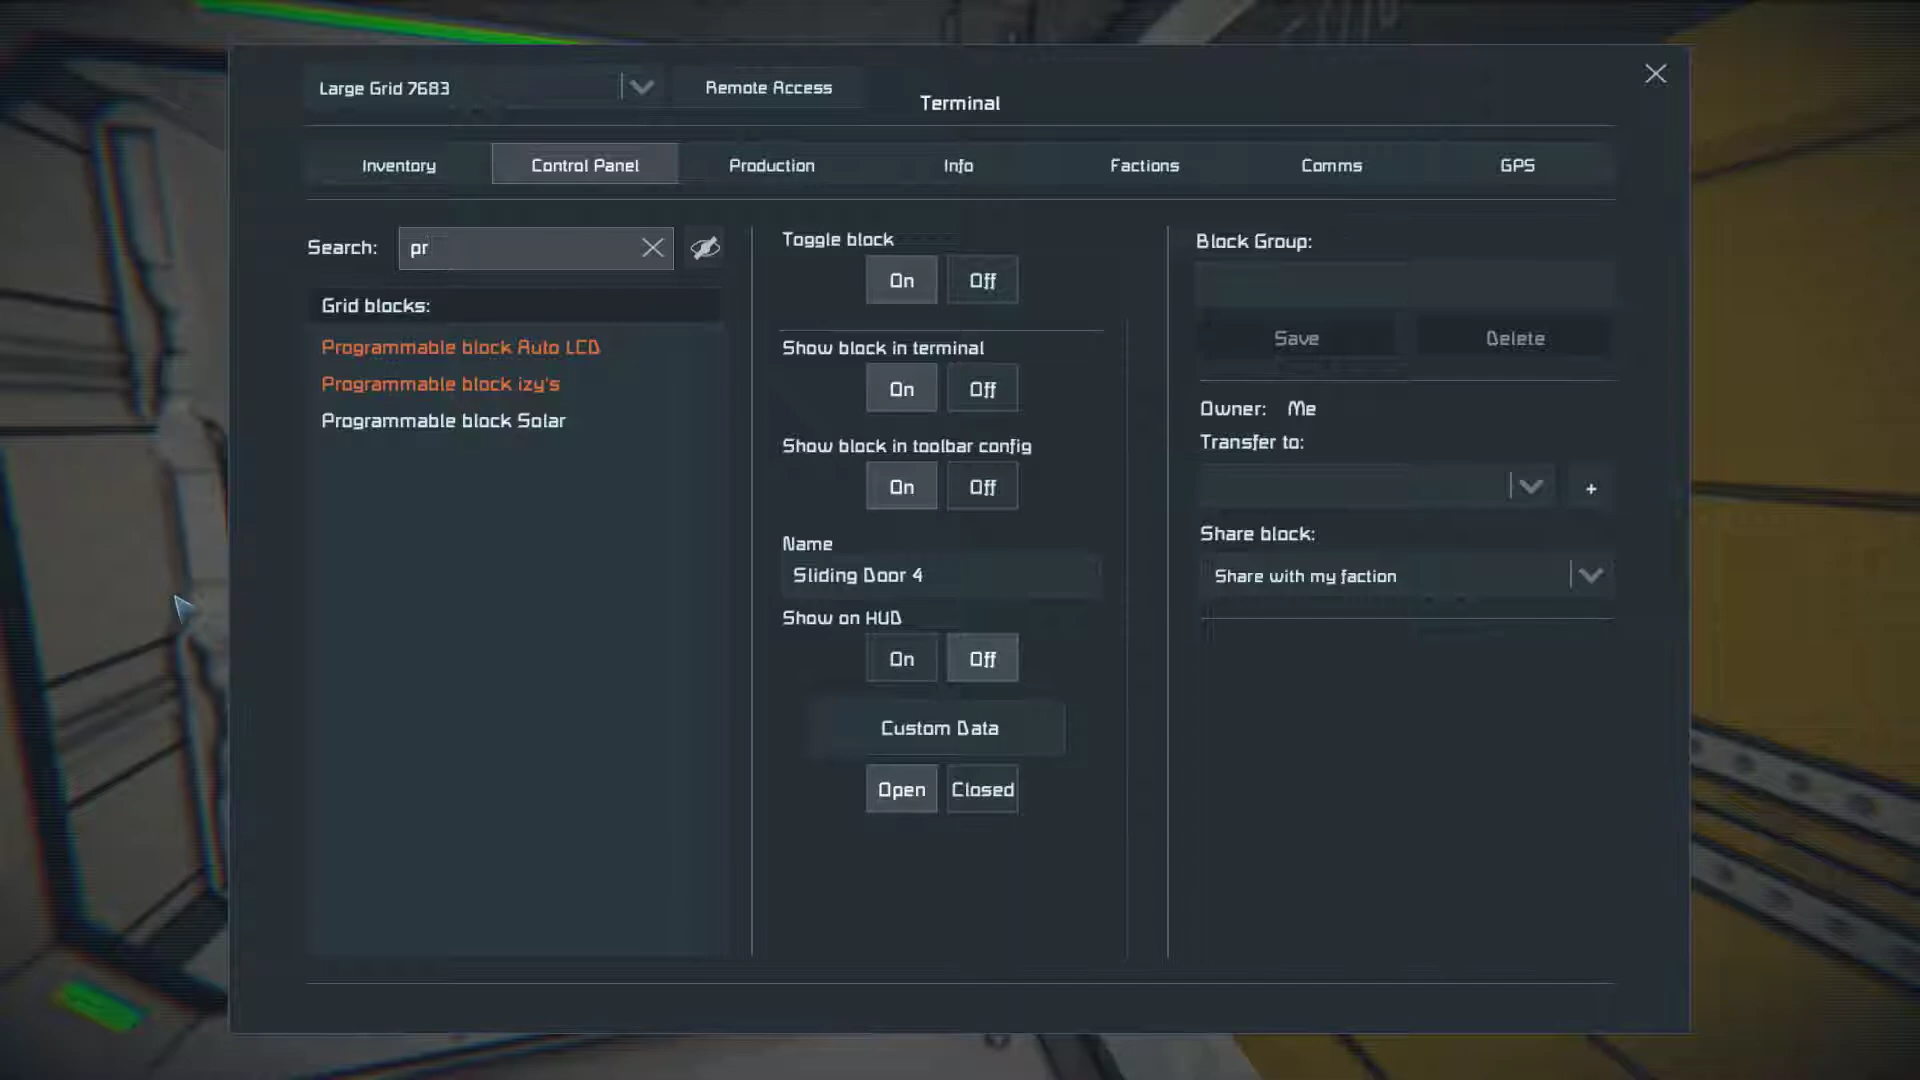 Large Grid 7683
Remote Access
Terminal
Inventory
Control Panel
Production
Info
Factions
Comms
GPS
Search:
pr
Grid blocks:
Programmable block Auto LCD
Programmable block izy's
Programmable block Solar
Toggle block
On
Off
Show block in terminal
On
Off
Show block in toolbar config
On
Off
Name
Sliding Door 4
Show on HUD
On
Off
Custom Data
Open
Closed
Block Group:
Save
Delete
Owner: Me
Transfer to:
+
Share block:
Share with my faction